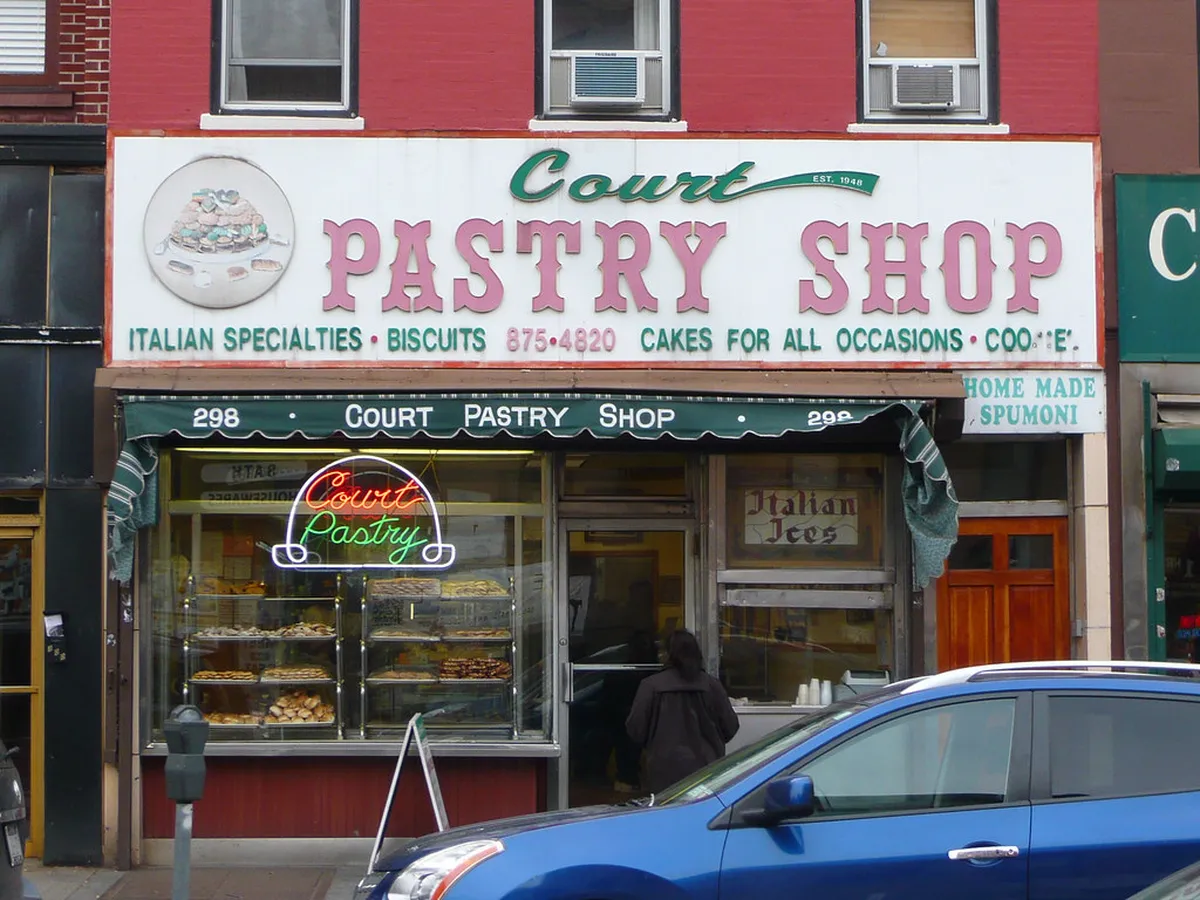 Court
EST. 1948
PASTRY SHOP
ITALIAN SPECIALTIES • BISCUITS 875•4820 CAKES FOR ALL OCCASIONS • COO
HOME MADE
SPUMONI
298 • COURT PASTRY SHOP • 298
Court
Pastry
Italian
Ices
C